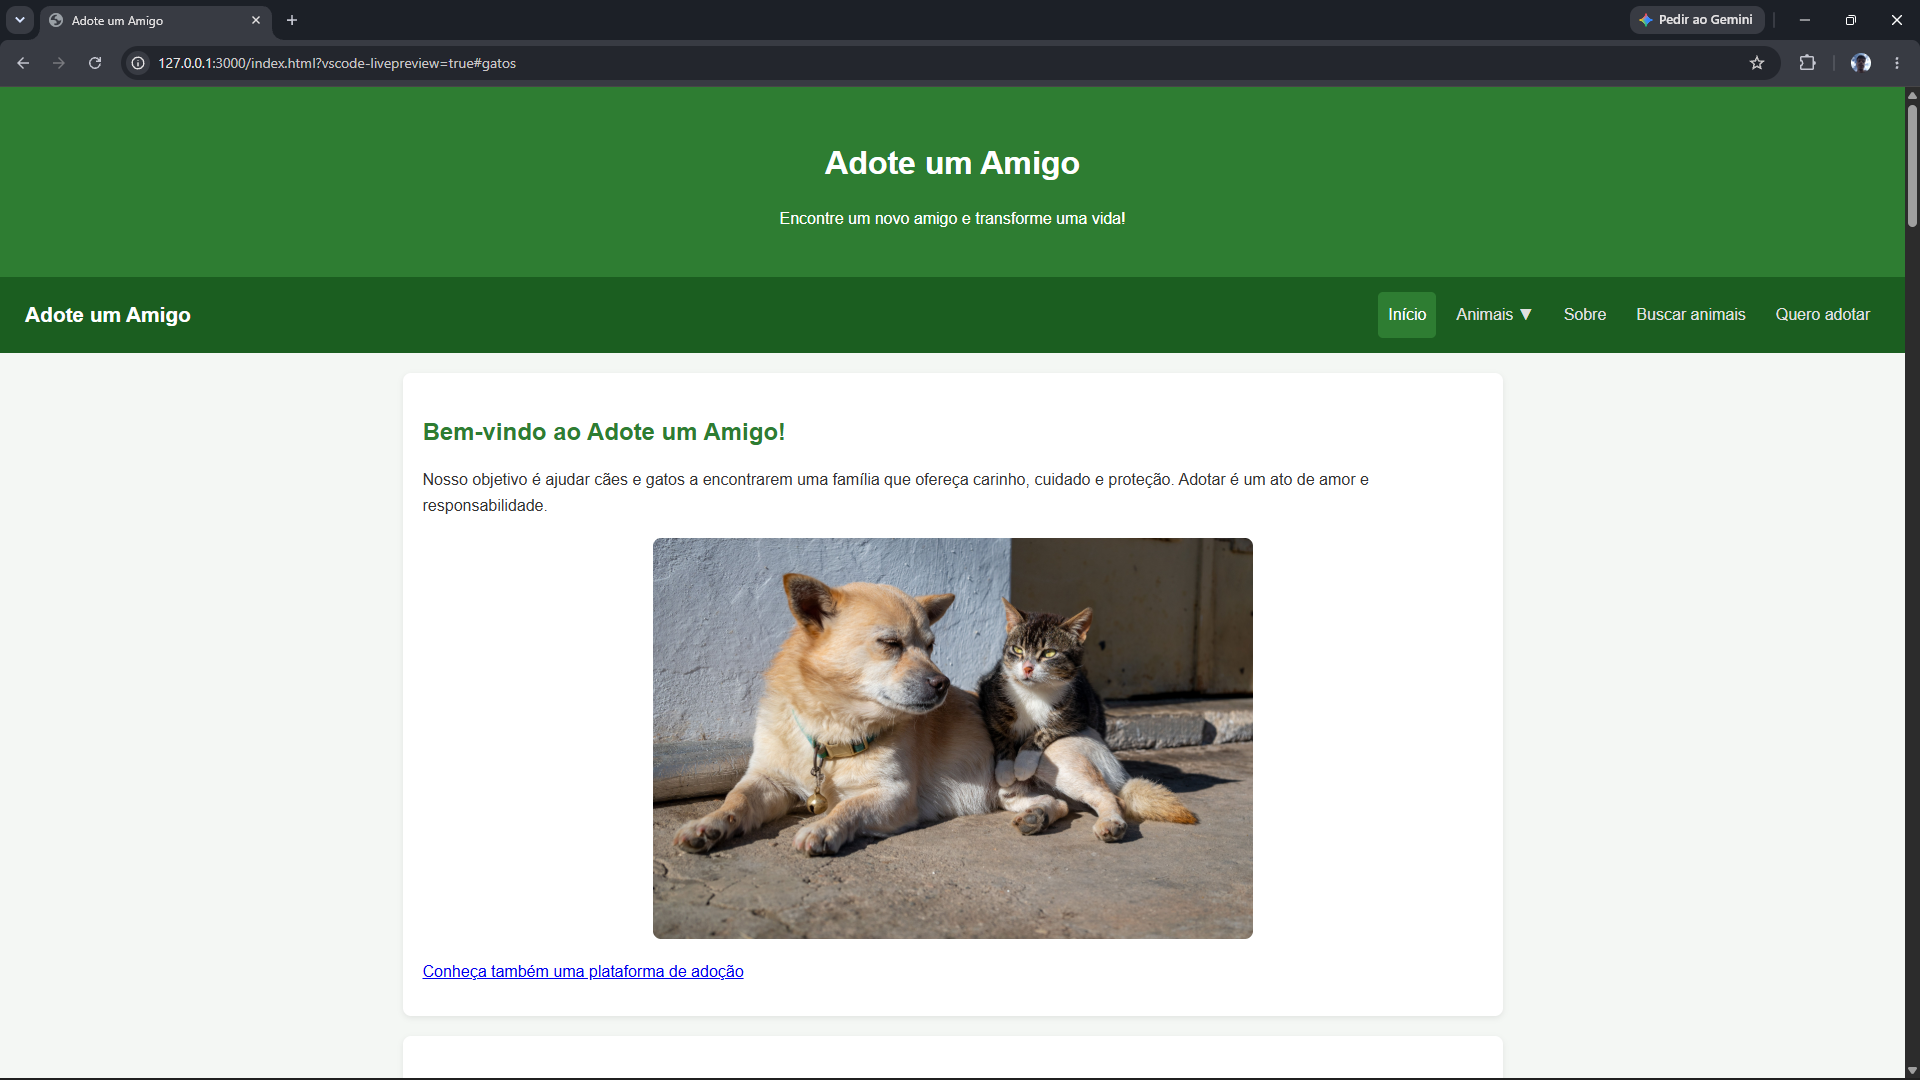 Adote um Amigo
Pedir ao Gemini
127.0.0.1:3000/index.html?vscode-livepreview=true#gatos
Adote um Amigo
Encontre um novo amigo e transforme uma vida!
Adote um Amigo
Início
Animais ▼
Sobre
Buscar animais
Quero adotar
Bem-vindo ao Adote um Amigo!
Nosso objetivo é ajudar cães e gatos a encontrarem uma família que ofereça carinho, cuidado e proteção. Adotar é um ato de amor e
responsabilidade.
Conheça também uma plataforma de adoção